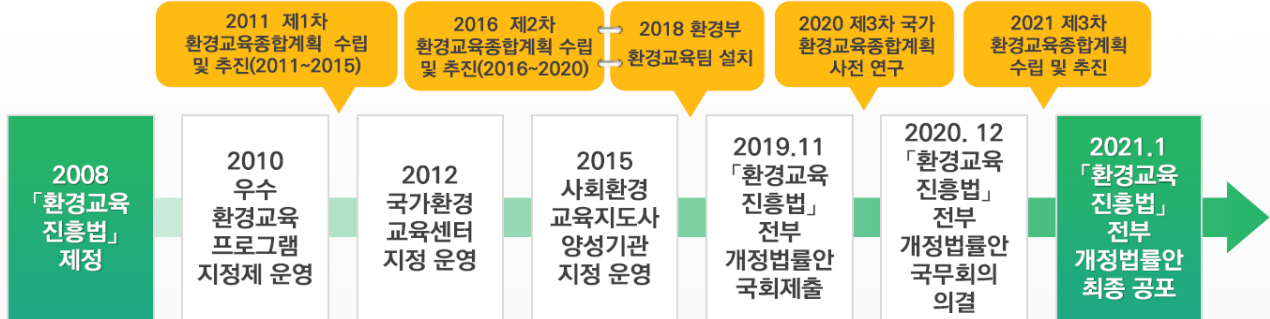 2011 제1차
환경교육종합계획 수립
및 추진(2011~2015)
2016 제2차
환경교육종합계획 수립
및 추진(2016~2020)
2018 환경부
환경교육팀 설치
2020 제3차 국가
환경교육종합계획
사전 연구
2021 제3차
환경교육종합계획
수립 및 추진
2008
「환경교육
진흥법」
제정
2010
우수
환경교육
프로그램
지정제 운영
2012
국가환경
교육센터
지정 운영
2015
사회환경
교육지도사
양성기관
지정 운영
2019.11
「환경교육
진흥법」
전부
개정법률안
국회제출
2020. 12
「환경교육
진흥법」
전부
개정법률안
국무회의
의결
2021.1
「환경교육
진흥법」
전부
개정법률안
최종 공포